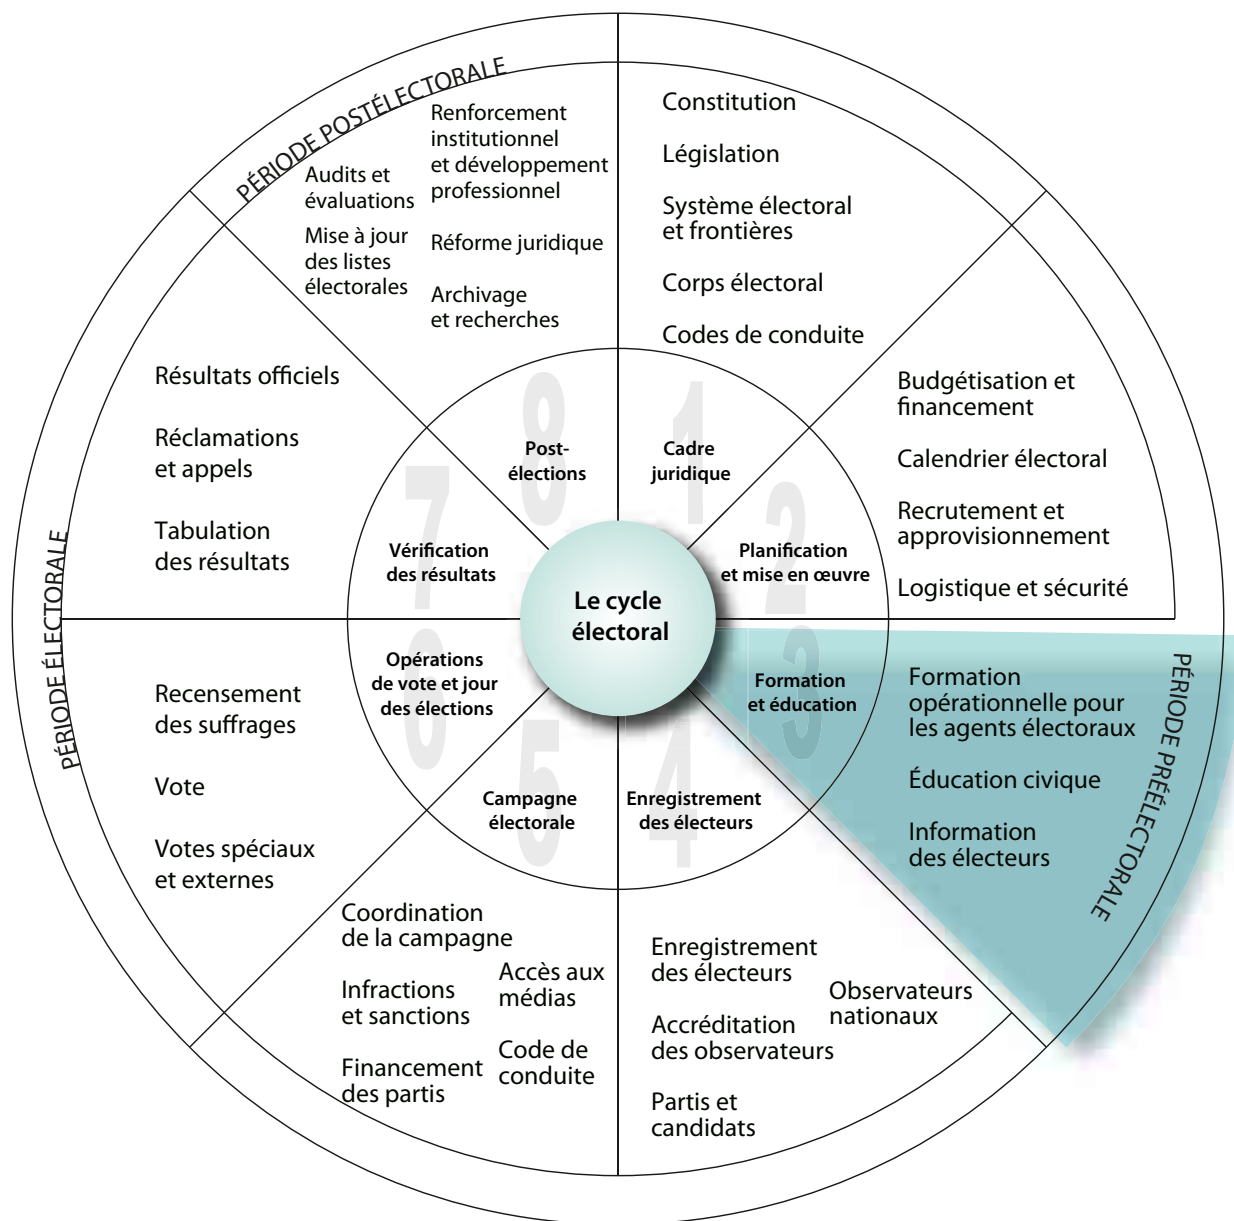 PÉRIODE POSTÉLECTORALE
Renforcement
institutionnel
et développement
professionnel
Audits et
évaluations
Mise à jour
des listes
électorales
Réforme juridique
Archivage
et recherches
Constitution
Législation
Système électoral
et frontières
Corps électoral
Codes de conduite
Budgétisation et
financement
Calendrier électoral
Recrutement et
approvisionnement
Logistique et sécurité
Résultats officiels
Réclamations
et appels
Tabulation
des résultats
8
Post-
élections
1
Cadre
juridique
7
Vérification
des résultats
2
Planification
et mise en œuvre
Le cycle
électoral
6
Opérations
de vote et jour
des élections
3
Formation
et éducation
5
Campagne
électorale
4
Enregistrement
des électeurs
PÉRIODE ÉLECTORALE
Recensement
des suffrages
Vote
Votes spéciaux
et externes
PÉRIODE PRÉÉLECTORALE
Formation
opérationnelle pour
les agents électoraux
Éducation civique
Information
des électeurs
Coordination
de la campagne
Infractions
et sanctions
Financement
des partis
Accès aux
médias
Code de
conduite
Enregistrement
des électeurs
Accréditation
des observateurs
Partis et
candidats
Observateurs
nationaux